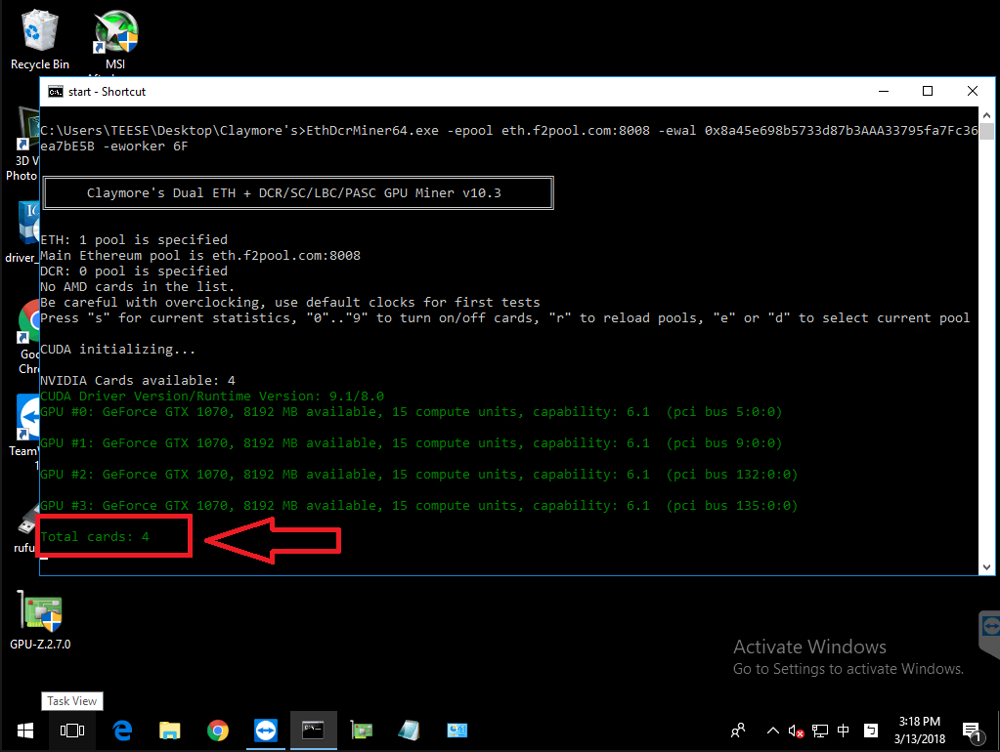 Recycle Bin
MSI
start - Shortcut
C:\Users\TEESE\Desktop\Claymore's>EthDcrMiner64.exe -epool eth.f2pool.com:8008 -ewal 0x8a45e698b5733d87b3AAA33795fa7Fc36
ea7bE5B -eworker 6F
Claymore's Dual ETH + DCR/SC/LBC/PASC GPU Miner v10.3
ETH: 1 pool is specified
Main Ethereum pool is eth.f2pool.com:8008
DCR: 0 pool is specified
No AMD cards in the list.
Be careful with overclocking, use default clocks for first tests
Press "s" for current statistics, "0".."9" to turn on/off cards, "r" to reload pools, "e" or "d" to select current pool
CUDA initializing...
NVIDIA Cards available: 4
CUDA Driver Version/Runtime Version: 9.1/8.0
GPU #0: GeForce GTX 1070, 8192 MB available, 15 compute units, capability: 6.1  (pci bus 5:0:0)
GPU #1: GeForce GTX 1070, 8192 MB available, 15 compute units, capability: 6.1  (pci bus 9:0:0)
GPU #2: GeForce GTX 1070, 8192 MB available, 15 compute units, capability: 6.1  (pci bus 132:0:0)
GPU #3: GeForce GTX 1070, 8192 MB available, 15 compute units, capability: 6.1  (pci bus 135:0:0)
Total cards: 4
3D V
Photo
driver_
Goo
Chr
Team
1
rufu
GPU-Z.2.7.0
Activate Windows
Go to Settings to activate Windows.
Task View
中
3:18 PM
3/13/2018
1